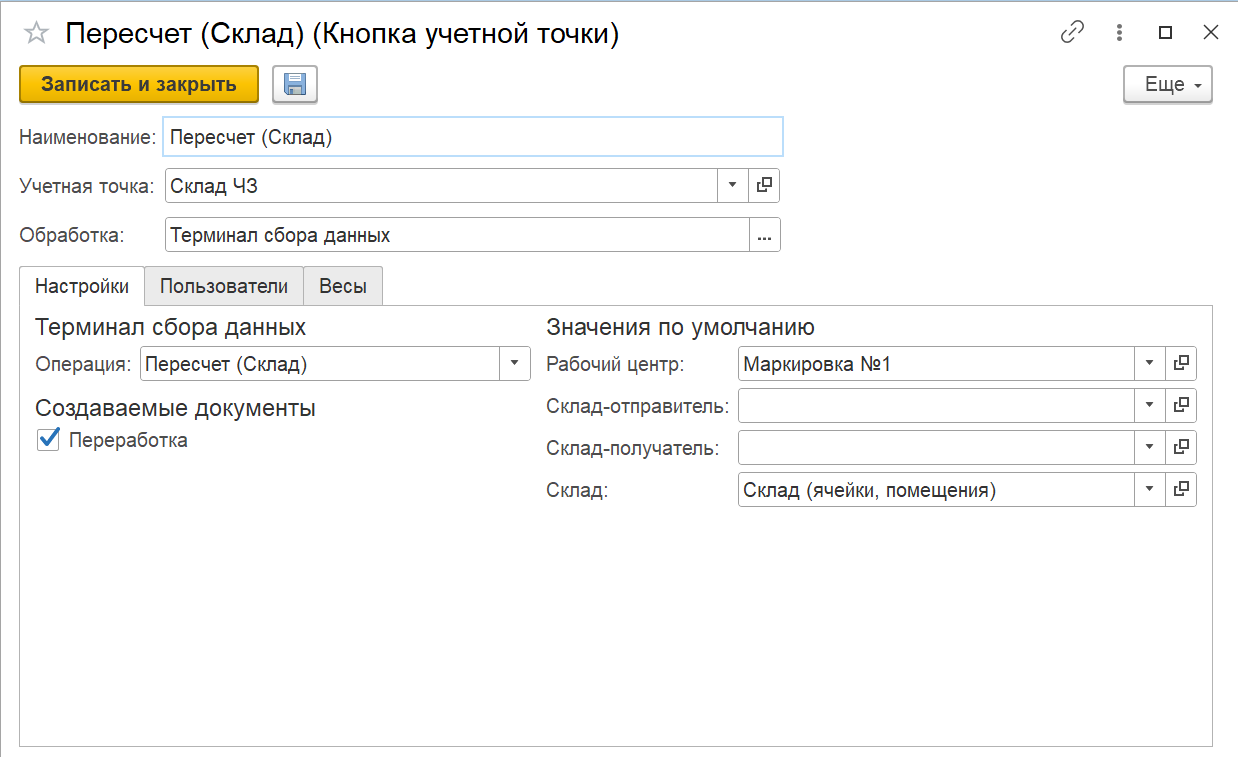 Пересчет (Склад) (Кнопка учетной точки)
Записать и закрыть
Еще
Наименование: Пересчет (Склад)
Учетная точка: Склад ЧЗ
Обработка: Терминал сбора данных ...
Настройки Пользователи Весы
Терминал сбора данных
Операция: Пересчет (Склад)
Создаваемые документы
Переработка
Значения по умолчанию
Рабочий центр: Маркировка №1
Склад-отправитель:
Склад-получатель:
Склад: Склад (ячейки, помещения)